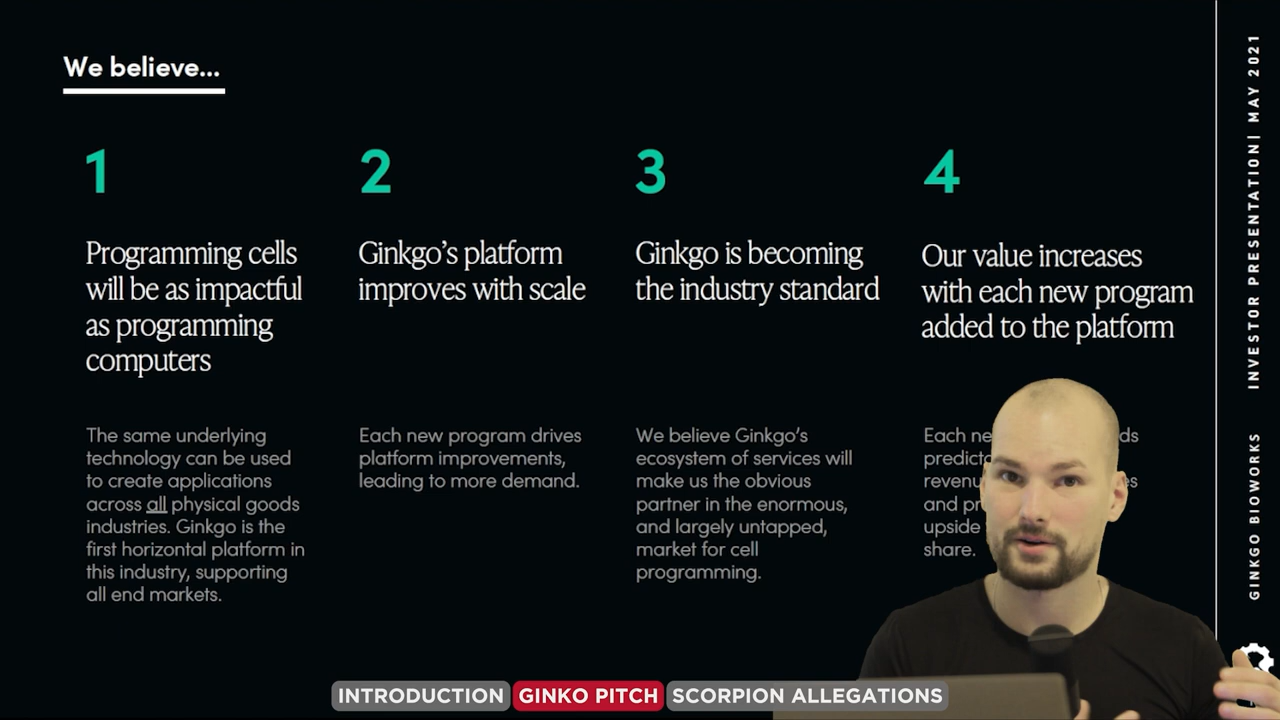 We believe...
1
Programming cells
will be as impactful
as programming
computers
The same underlying
technology can be used
to create applications
across all physical goods
industries. Ginkgo is the
first horizontal platform in
this industry, supporting
all end markets.
2
Ginkgo's platform
improves with scale
Each new program drives
platform improvements,
leading to more demand.
3
Ginkgo is becoming
the industry standard
We believe Ginkgo's
ecosystem of services will
make us the obvious
partner in the enormous,
and largely untapped,
market for cell
programming.
4
Our value increases
with each new program
added to the platform
Each
and
upside
share.
GINKGO BIOWORKS INVESTOR PRESENTATION| MAY 2021
INTRODUCTION GINKO PITCH SCORPION ALLEGATIONS